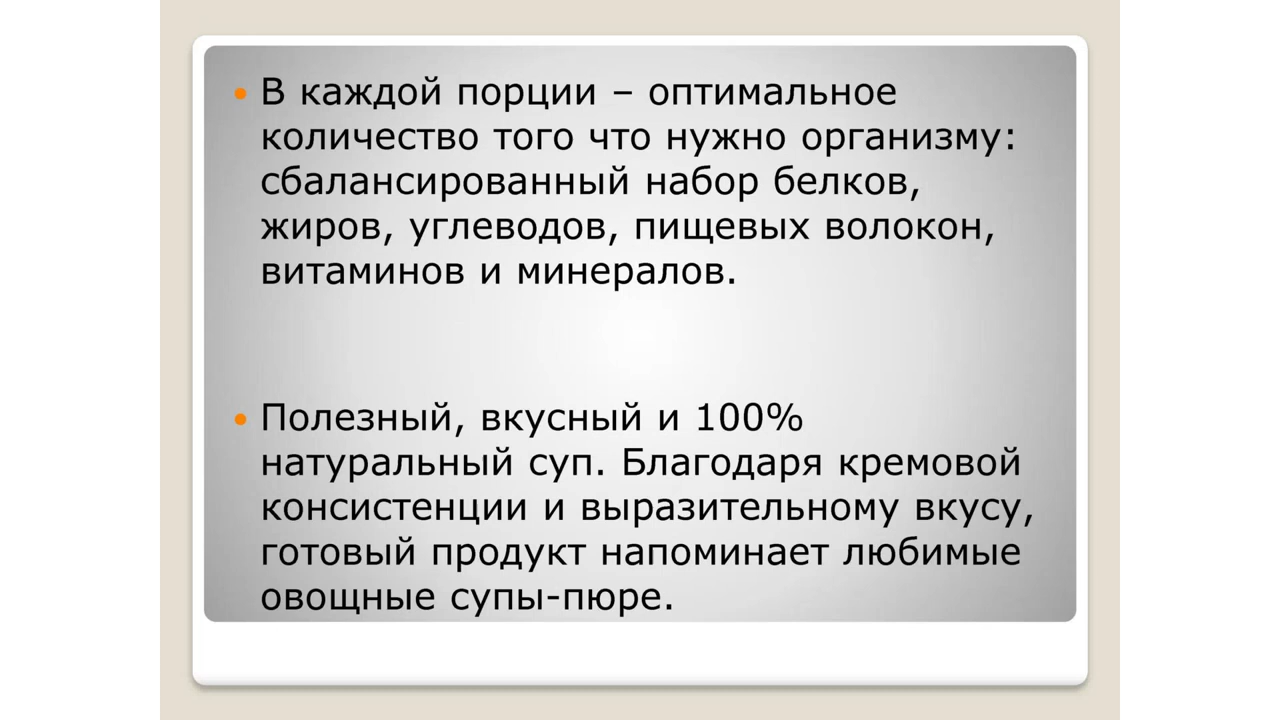 В каждой порции – оптимальное
количество того что нужно организму:
сбалансированный набор белков,
жиров, углеводов, пищевых волокон,
витаминов и минералов.
Полезный, вкусный и 100%
натуральный суп. Благодаря кремовой
консистенции и выразительному вкусу,
готовый продукт напоминает любимые
овощные супы-пюре.